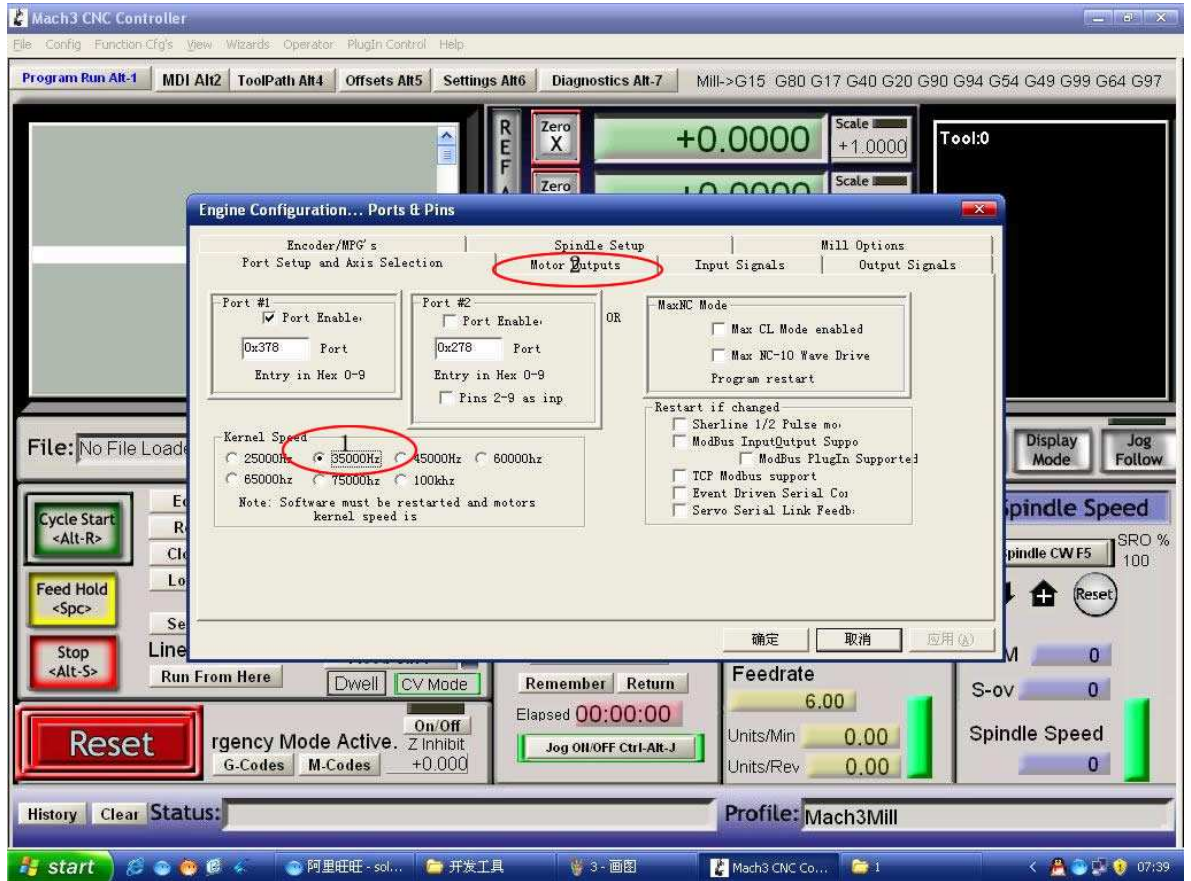 Mach3 CNC Controller
File Config Function Cfg's View Wizards Operator PlugIn Control Help
Program Run Alt-1 MDI Alt2 ToolPath Alt4 Offsets Alt5 Settings Alt6 Diagnostics Alt-7 Mill->G15 G80 G17 G40 G20 G90 G94 G54 G49 G99 G64 G97
R
E
F
Zero X +0.0000 Scale +1.0000 Tool:0
Zero +0.0000 Scale
Engine Configuration... Ports & Pins
Encoder/MPG's Spindle Setup Mill Options
Port Setup and Axis Selection Motor Outputs 2 Input Signals Output Signals
Port #1 Port #2 OR MaxNC Mode
Port Enable Port Enable Max CL Mode enabled
0x378 Port 0x278 Port Max NC-10 Wave Drive
Entry in Hex 0-9 Entry in Hex 0-9 Program restart
Pins 2-9 as inp
Restart if changed
Sherline 1/2 Pulse mo
ModBus InputQutput Suppo
ModBus PlugIn Supported
TCP Modbus support
Event Driven Serial Co
Servo Serial Link Feedb
Kernel Speed 1
25000Hz 35000Hz 45000Hz 60000hz
65000hz 75000hz 100khz
Note: Software must be restarted and motors
kernel speed is
确定 取消 应用(A)
File: No File Loade
Display Mode Jog Follow
Cycle Start <Alt-R>
Feed Hold <Spc>
Stop <Alt-S>
Ed
R
Cl
Lo
Se
Line
Run From Here
Dwell CV Mode
Remember Return
Elapsed 00:00:00
Jog ON/OFF Ctrl-Alt-J
Feedrate
6.00
Units/Min 0.00
Units/Rev 0.00
pindle Speed
pindle CW F5 SRO % 100
Reset
M 0
S-ov 0
Spindle Speed
0
Reset
rgency Mode Active.
On/Off
Z Inhibit
+0.000
G-Codes M-Codes
History Clear Status: Profile: Mach3Mill
start 阿里旺旺 - sol... 开发工具 3 - 画图 Mach3 CNC Co... 1 07:39